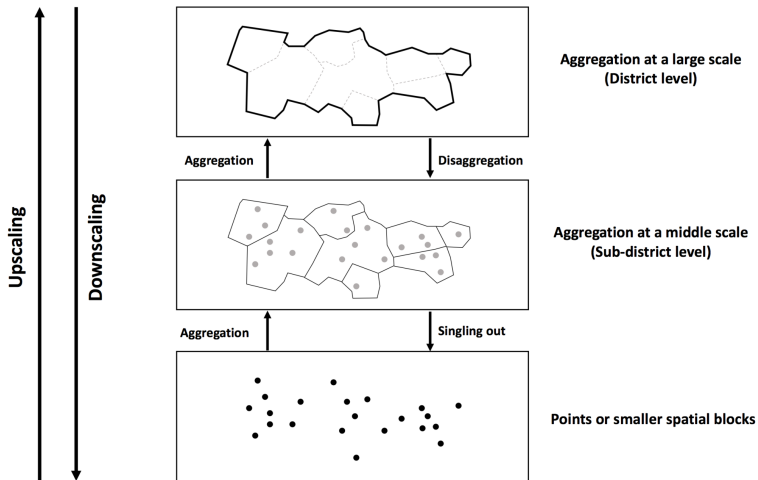 Upscaling
Downscaling
Aggregation at a large scale
(District level)
Aggregation
Disaggregation
Aggregation at a middle scale
(Sub-district level)
Aggregation
Singling out
Points or smaller spatial blocks